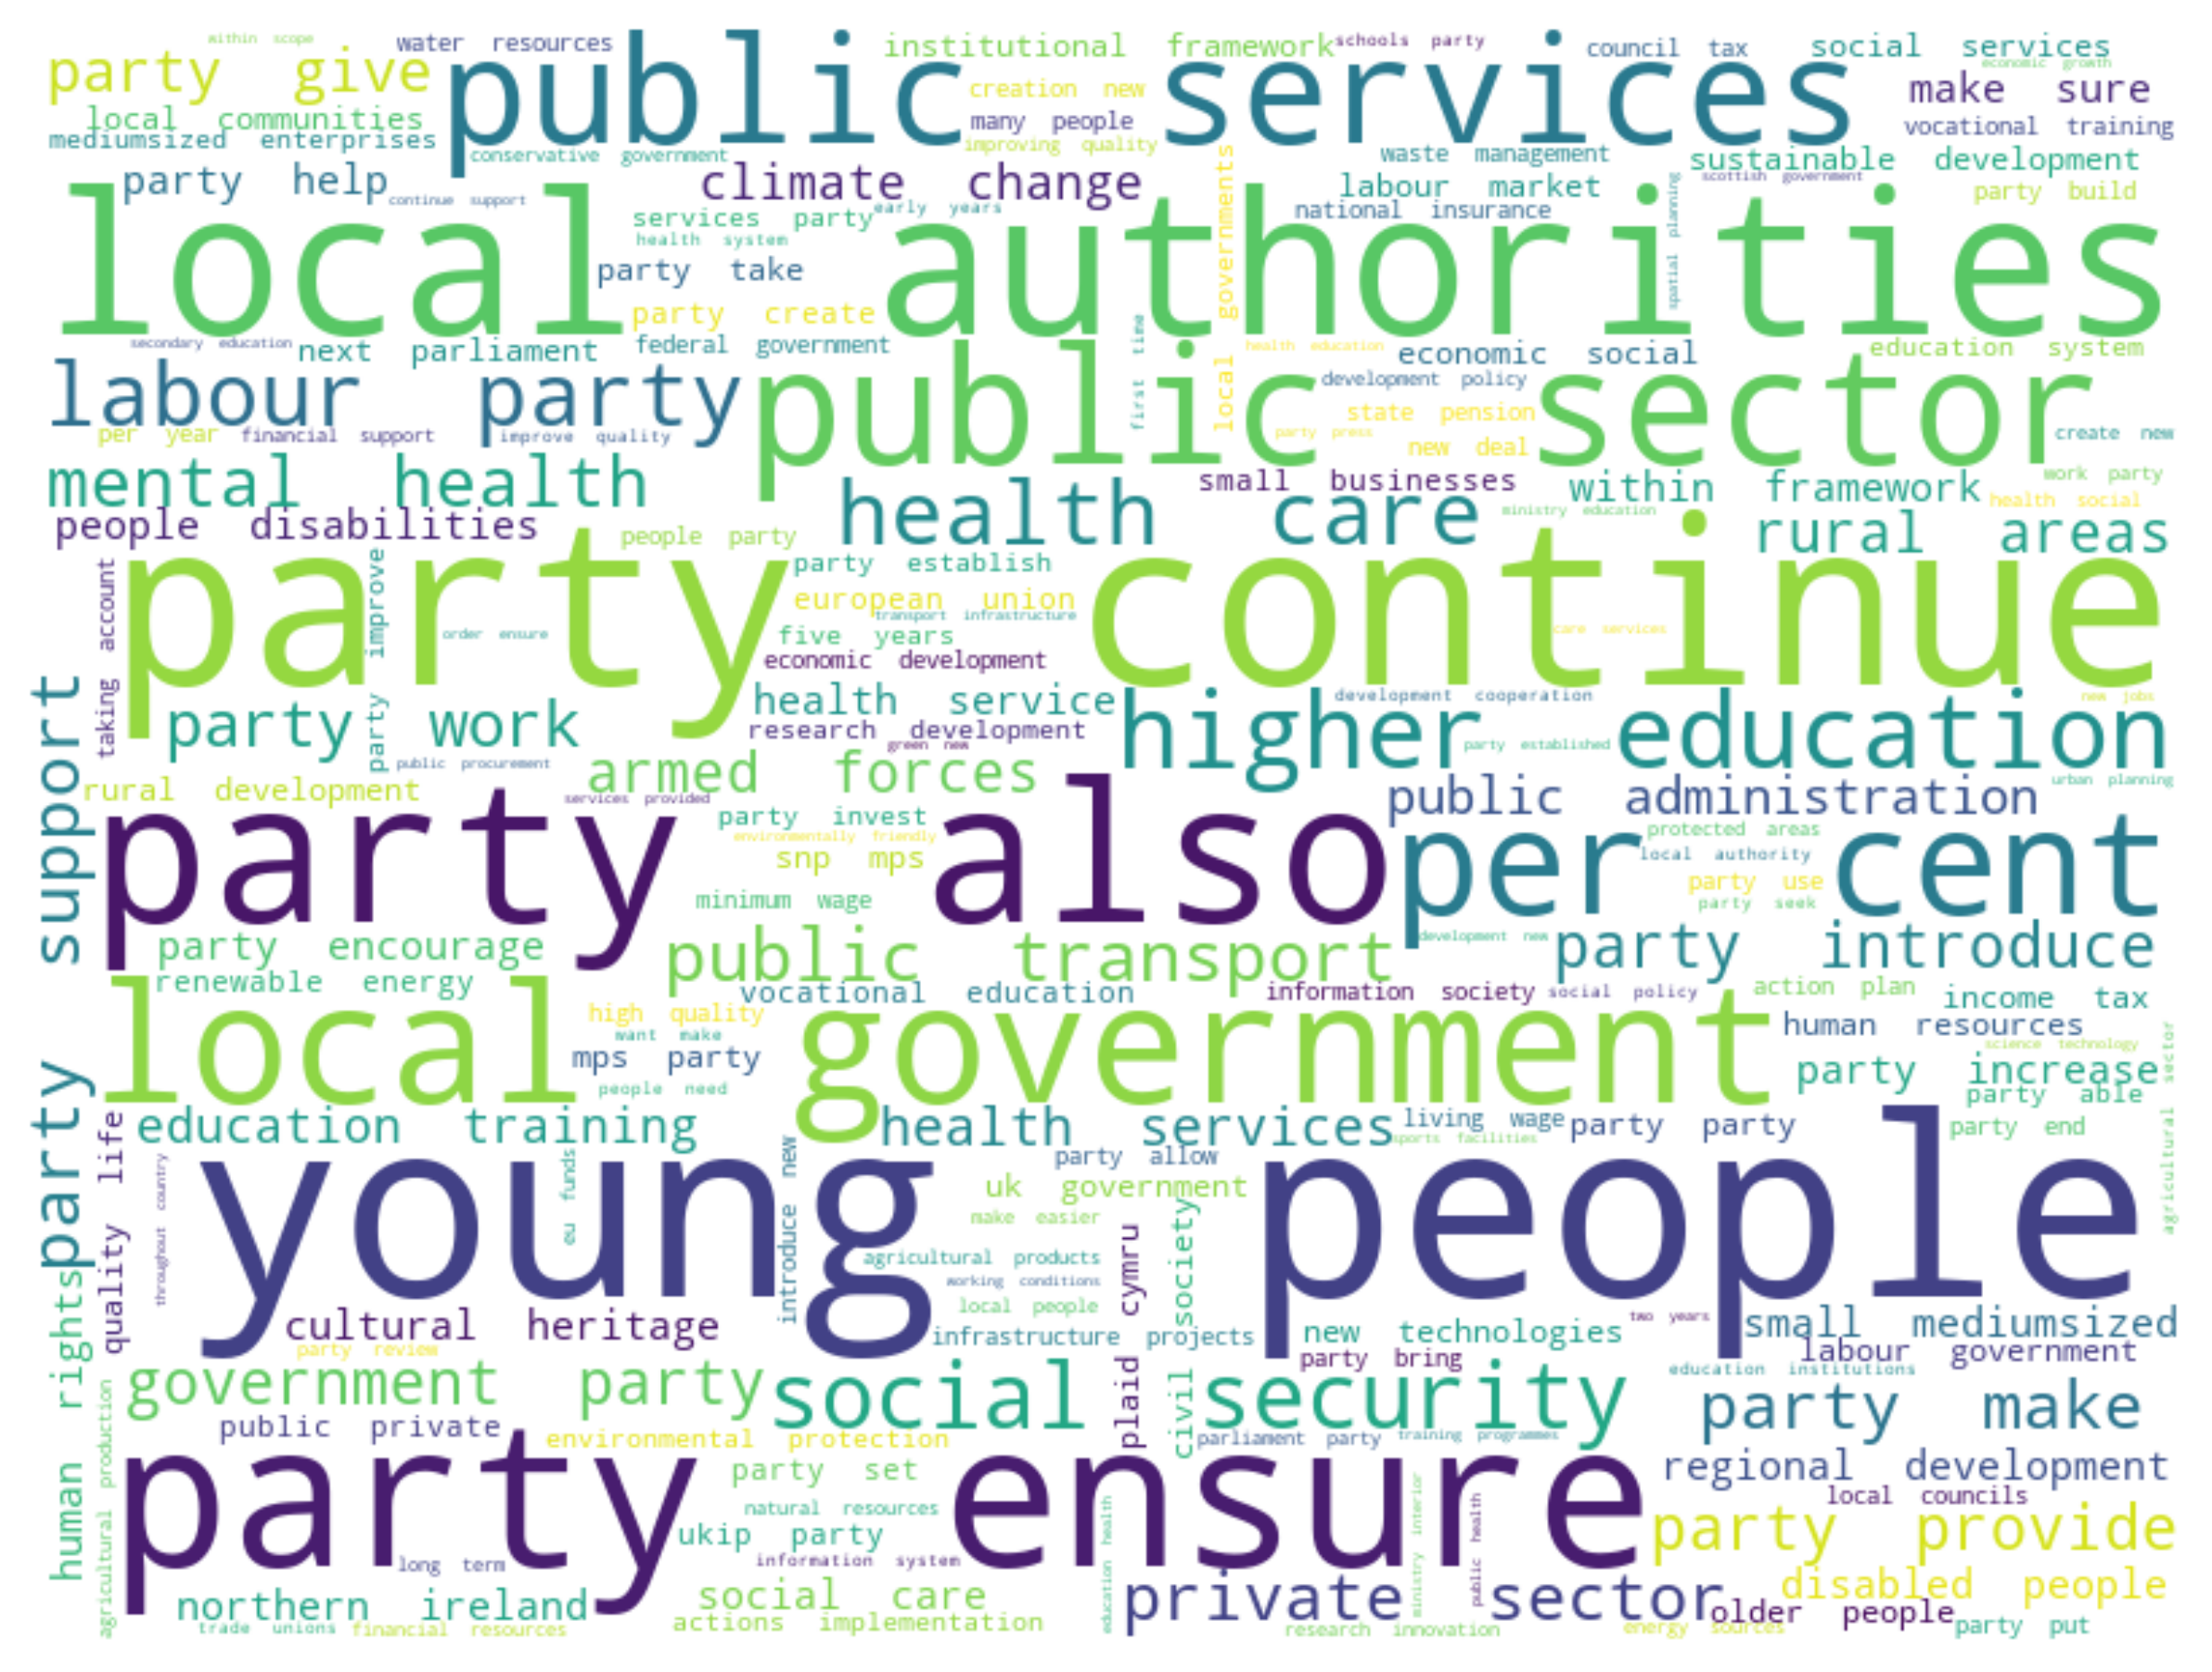 within scope
water resources
institutional framework
schools party
council tax
social services
party give
public services
economic growth
creation new
make sure
local communities
many people
vocational training
mediumsized enterprises
improving quality
conservative government
waste management
sustainable development
party help
climate change
labour market
scottish government
party build
continue support
services party
early years
national insurance
local authorities
health system
local governments
spatial planning
party take
party create
first time
secondary education
next parliament
federal government
health education
economic social
education system
labour party
public sector
development policy
state pension
per year
financial support
improve quality
party press
new deal
create new
mental health
health care
small businesses
within framework
work party
health social
people disabilities
people party
ministry education
rural areas
party continue
taking account
party improve
party establish
european union
transport infrastructure
order ensure
five years
care services
economic development
party support
party work
health service
development cooperation
new jobs
higher education
research development
green new
party established
public procurement
armed forces
urban planning
rural development
services provided
public administration
party also
party invest
per cent
protected areas
environmentally friendly
snp mps
local authority
party use
minimum wage
party seek
party encourage
public transport
development new
party introduce
renewable energy
vocational education
information society
social policy
action plan
income tax
local government
high quality
want make
human resources
science technology
mps party
people need
party increase
party able
agricultural sector
education training
health services
living wage
party party
sports facilities
party end
quality life
young people
throughout country
eu funds
introduce new
party allow
uk government
make easier
civil society
plaid cymru
agricultural products
working conditions
local people
human rights
cultural heritage
infrastructure projects
new technologies
two years
small mediumsized
party review
party bring
labour government
education institutions
government party
social security
party make
agricultural production
public private
environmental protection
parliament party
training programmes
party ensure
party set
regional development
natural resources
education health
ministry interior
public health
local councils
ukip party
party provide
long term
information system
northern ireland
social care
private sector
disabled people
older people
trade unions
financial resources
actions implementation
research innovation
energy sources
party put